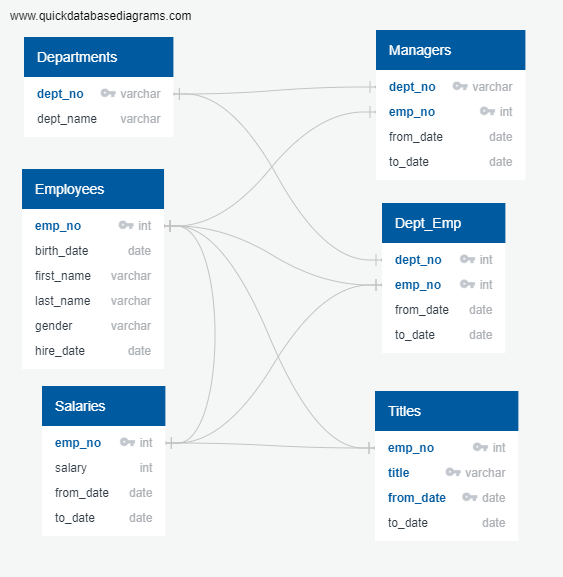 www.quickdatabasediagrams.com
Departments
dept_no varchar
dept_name varchar
Managers
dept_no varchar
emp_no int
from_date date
to_date date
Employees
emp_no int
birth_date date
first_name varchar
last_name varchar
gender varchar
hire_date date
Dept_Emp
dept_no int
emp_no int
from_date date
to_date date
Salaries
emp_no int
salary int
from_date date
to_date date
Titles
emp_no int
title varchar
from_date date
to_date date